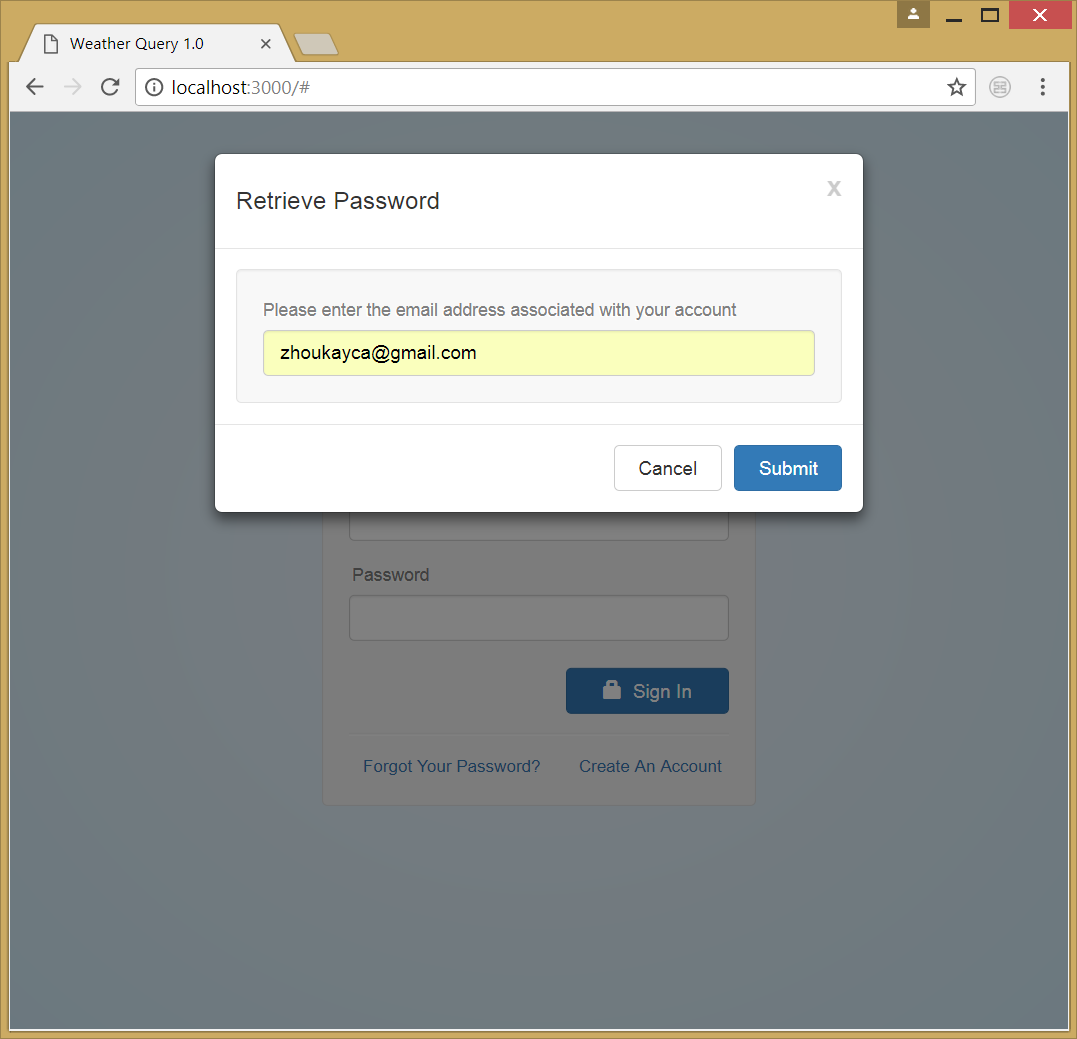 Weather Query 1.0
localhost:3000/#
Retrieve Password
x
Please enter the email address associated with your account
zhoukayca@gmail.com
Cancel Submit
Password
Sign In
Forgot Your Password? Create An Account